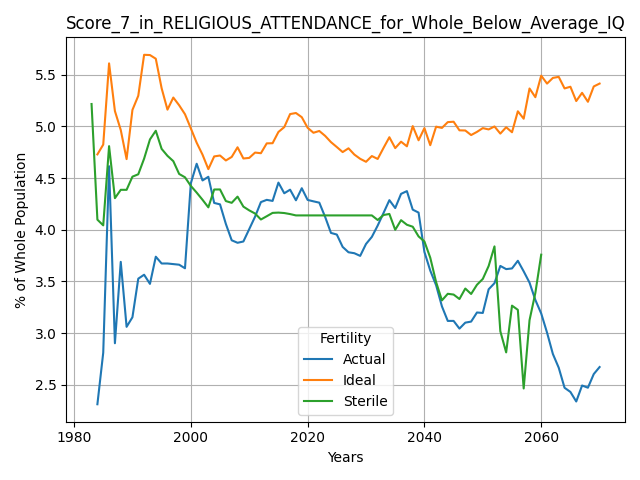 Score_7_in_RELIGIOUS_ATTENDANCE_for_Whole_Below_Average_IQ
% of Whole Population
5.5
5.0
4.5
4.0
3.5
3.0
2.5
Fertility
Actual
Ideal
Sterile
1980
2000
2020
2040
2060
Years